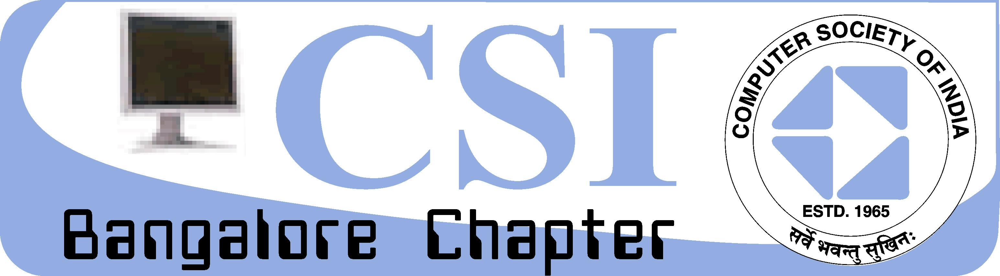 CSI
Bangalore Chapter
COMPUTER SOCIETY OF INDIA
ESTD. 1965
सर्वे भवन्तु सुखिनः